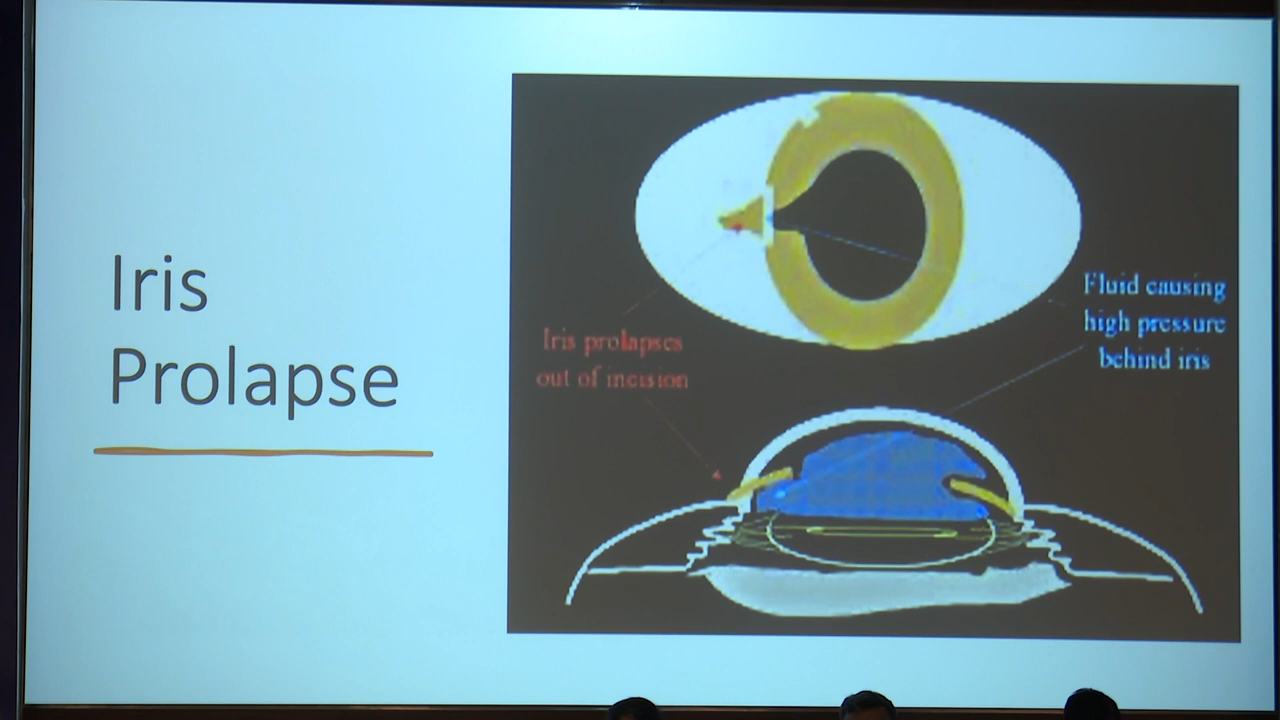 Iris
Prolapse
Fluid causing
high pressure
behind iris
Iris prolapses
out of incision